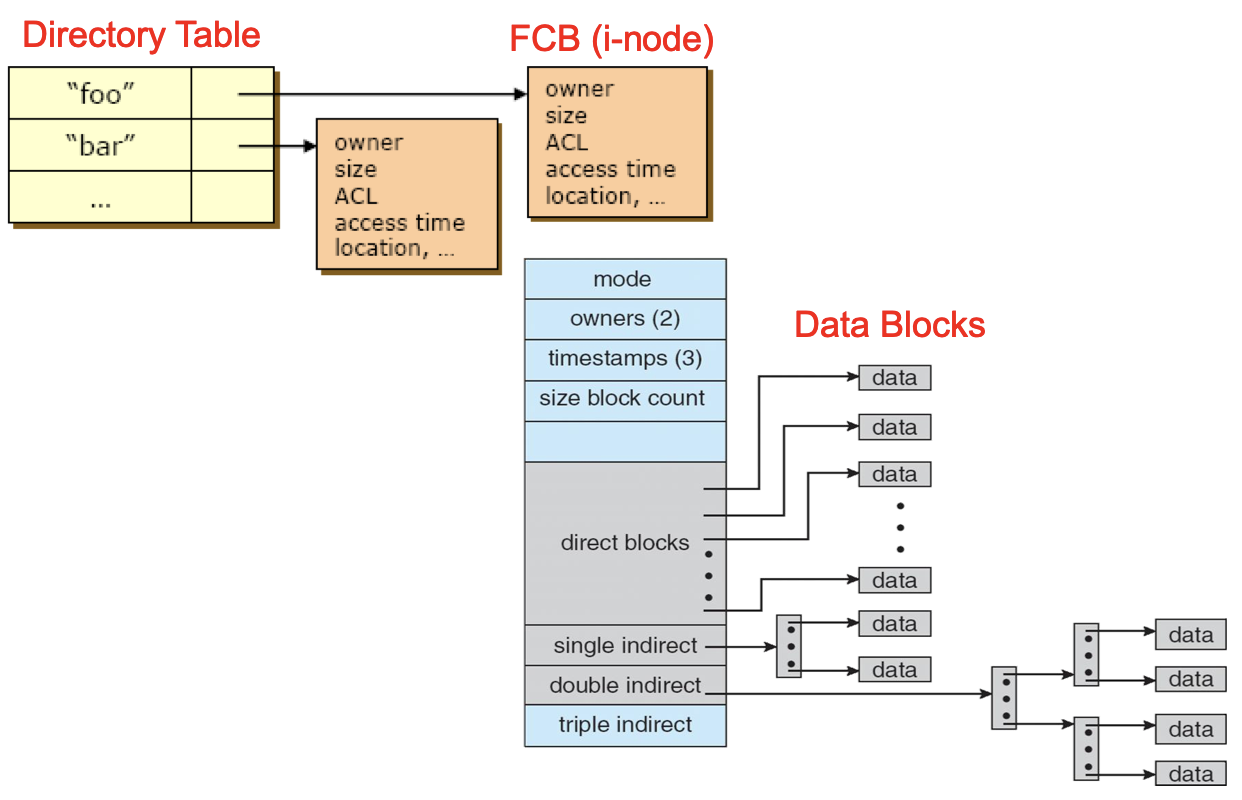 Directory Table
FCB (i-node)
“foo”
“bar”
...
owner
size
ACL
access time
location, ...
owner
size
ACL
access time
location, ...
mode
owners (2)
timestamps (3)
size block count
direct blocks
single indirect
double indirect
triple indirect
Data Blocks
data
data
data
data
data
data
data
data
data
data